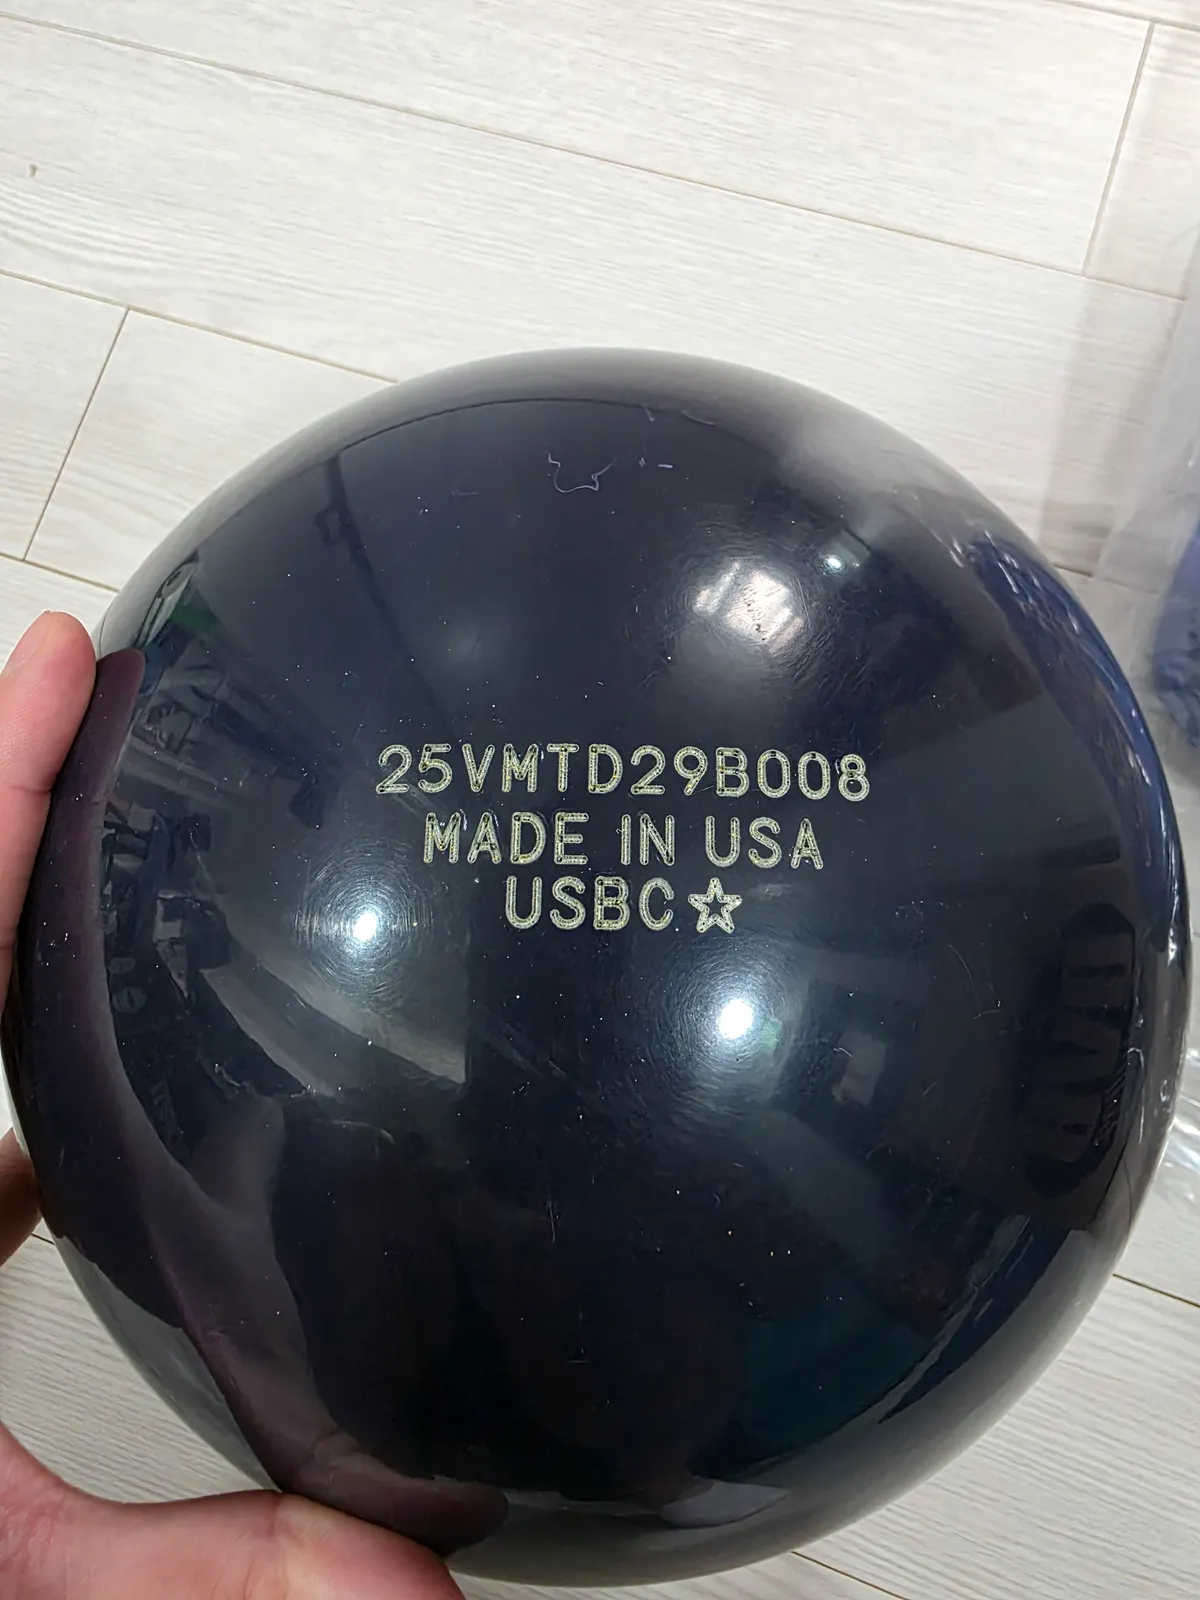 25VMTD29B008
MADE IN USA
USBC☆